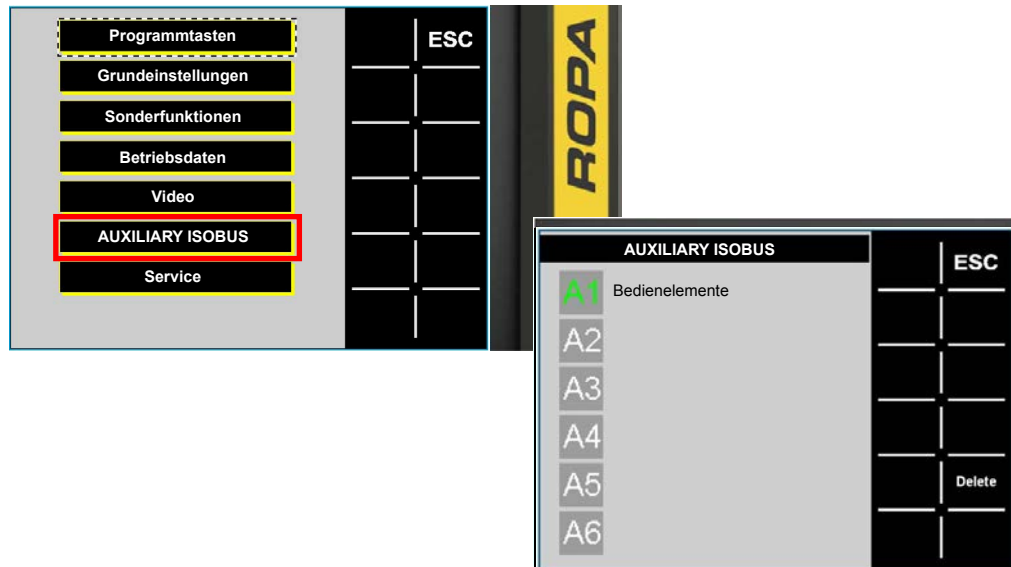 Programmtasten
ESC
Grundeinstellungen
Sonderfunktionen
Betriebsdaten
Video
AUXILIARY ISOBUS
Service
ROPA
AUXILIARY ISOBUS
ESC
A1 Bedienelemente
A2
A3
A4
A5
Delete
A6